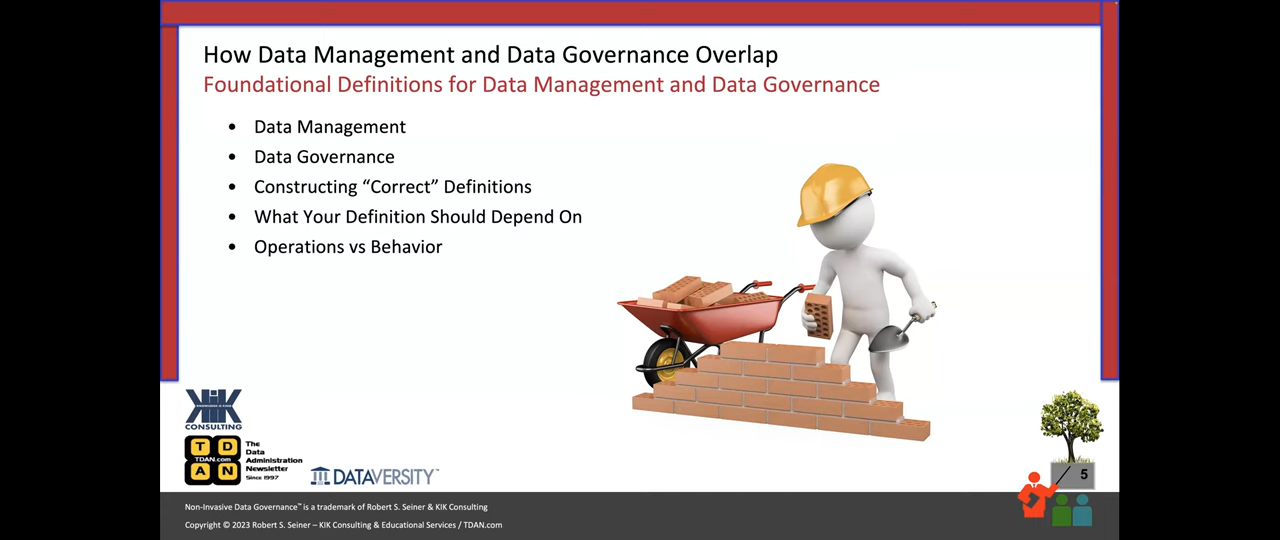 How Data Management and Data Governance Overlap
Foundational Definitions for Data Management and Data Governance
• Data Management
• Data Governance
• Constructing “Correct” Definitions
• What Your Definition Should Depend On
• Operations vs Behavior
KIK
CONSULTING
T D
TDAN.com
A N
The
Data
Administration
Newsletter
Since 1997
DATAVERSITY™
5
Non-Invasive Data Governance™ is a trademark of Robert S. Seiner & KIK Consulting
Copyright © 2023 Robert S. Seiner – KIK Consulting & Educational Services / TDAN.com